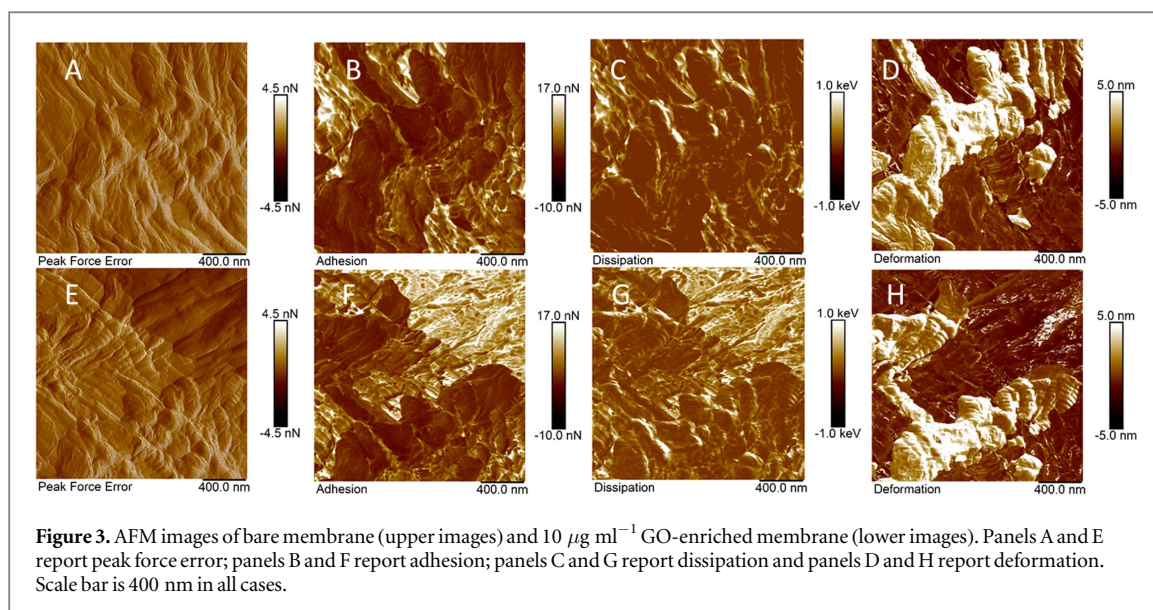 A
4.5 nN
-4.5 nN
Peak Force Error
400.0 nm
B
17.0 nN
-10.0 nN
Adhesion
400.0 nm
C
1.0 keV
-1.0 keV
Dissipation
400.0 nm
D
5.0 nm
-5.0 nm
Deformation
400.0 nm
E
4.5 nN
-4.5 nN
Peak Force Error
400.0 nm
F
17.0 nN
-10.0 nN
Adhesion
400.0 nm
G
1.0 keV
-1.0 keV
Dissipation
400.0 nm
H
5.0 nm
-5.0 nm
Deformation
400.0 nm
Figure 3. AFM images of bare membrane (upper images) and 10 μg ml⁻¹ GO-enriched membrane (lower images). Panels A and E
report peak force error; panels B and F report adhesion; panels C and G report dissipation and panels D and H report deformation.
Scale bar is 400 nm in all cases.